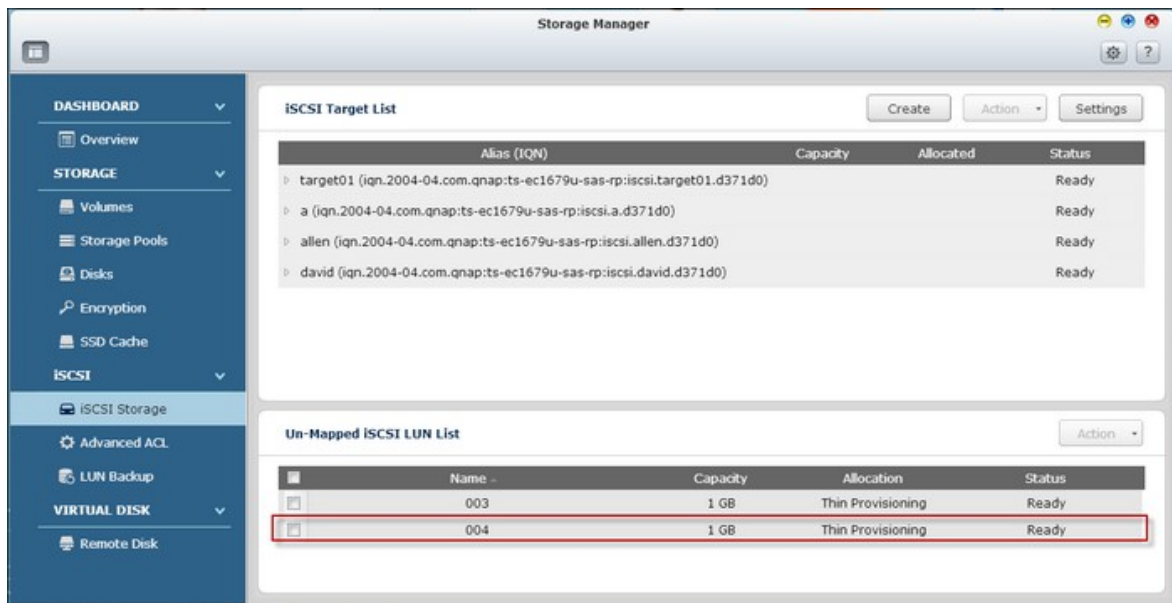 Storage Manager
?
DASHBOARD
Overview
STORAGE
Volumes
Storage Pools
Disks
Encryption
SSD Cache
iSCSI
iSCSI Storage
Advanced ACL
LUN Backup
VIRTUAL DISK
Remote Disk
iSCSI Target List Create Action Settings
Alias (IQN) Capacity Allocated Status
target01 (iqn.2004-04.com.qnap:ts-ec1679u-sas-rp:iscsi.target01.d371d0) Ready
a (iqn.2004-04.com.qnap:ts-ec1679u-sas-rp:iscsi.a.d371d0) Ready
allen (iqn.2004-04.com.qnap:ts-ec1679u-sas-rp:iscsi.allen.d371d0) Ready
david (iqn.2004-04.com.qnap:ts-ec1679u-sas-rp:iscsi.david.d371d0) Ready
Un-Mapped iSCSI LUN List Action
Name Capacity Allocation Status
003 1 GB Thin Provisioning Ready
004 1 GB Thin Provisioning Ready